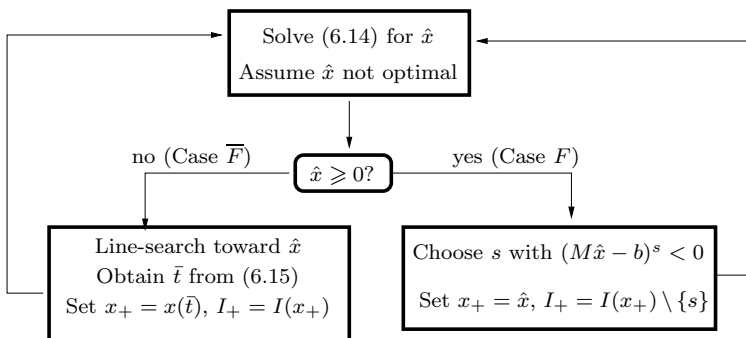 Solve (6.14) for x̂
Assume x̂ not optimal
no (Case F̅)
yes (Case F)
x̂ ⩾ 0?
Line-search toward x̂
Obtain t̄ from (6.15)
Set x₊ = x(t̄), I₊ = I(x₊)
Choose s with (Mx̂ − b)ˢ < 0
Set x₊ = x̂, I₊ = I(x₊) \ {s}